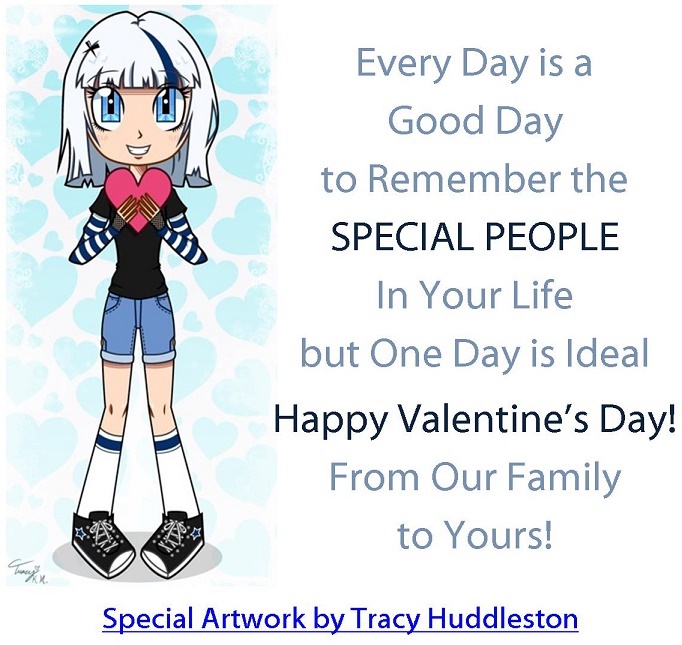 Every Day is a
Good Day
to Remember the
SPECIAL PEOPLE
In Your Life
but One Day is Ideal
Happy Valentine's Day!
From Our Family
to Yours!
Tracy
K.H.
Special Artwork by Tracy Huddleston